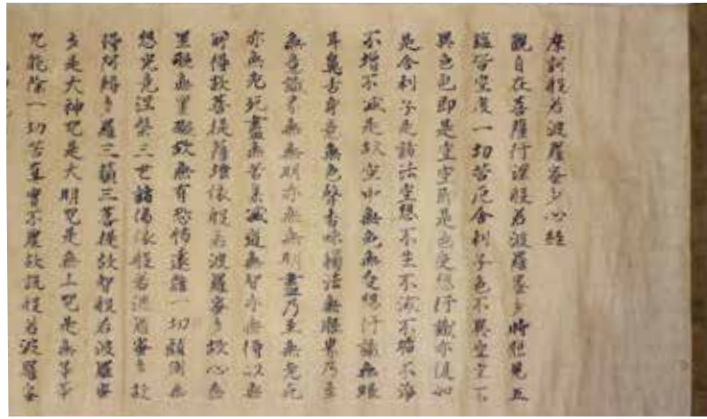 摩訶般若波羅蜜多心経
觀自在菩薩行深般若波羅蜜多時照見五
蘊皆空度一切苦厄舍利子色不異空空不
異色色即是空空即是色受想行識亦復如
是舍利子是諸法空想不生不滅不垢不浄
不增不减是故空中無色無受想行識無眼
耳鼻舌身意無色聲香味觸法無眼界乃至
無意識界無無明亦無無明盡乃至無老死
亦無老死盡無苦集滅道無智亦無得以無
所得故菩提薩埵依般若波羅蜜多故心無
罣礙無罣礙故無有恐怖遠離一切顛倒無
想究竟涅槃三世諸佛依般若波羅蜜多故
得阿耨多羅三藐三菩提故智般若波羅蜜
多是大神咒是大明咒是無上咒是無等等
咒能除一切苦真實不虚故説般若波羅蜜